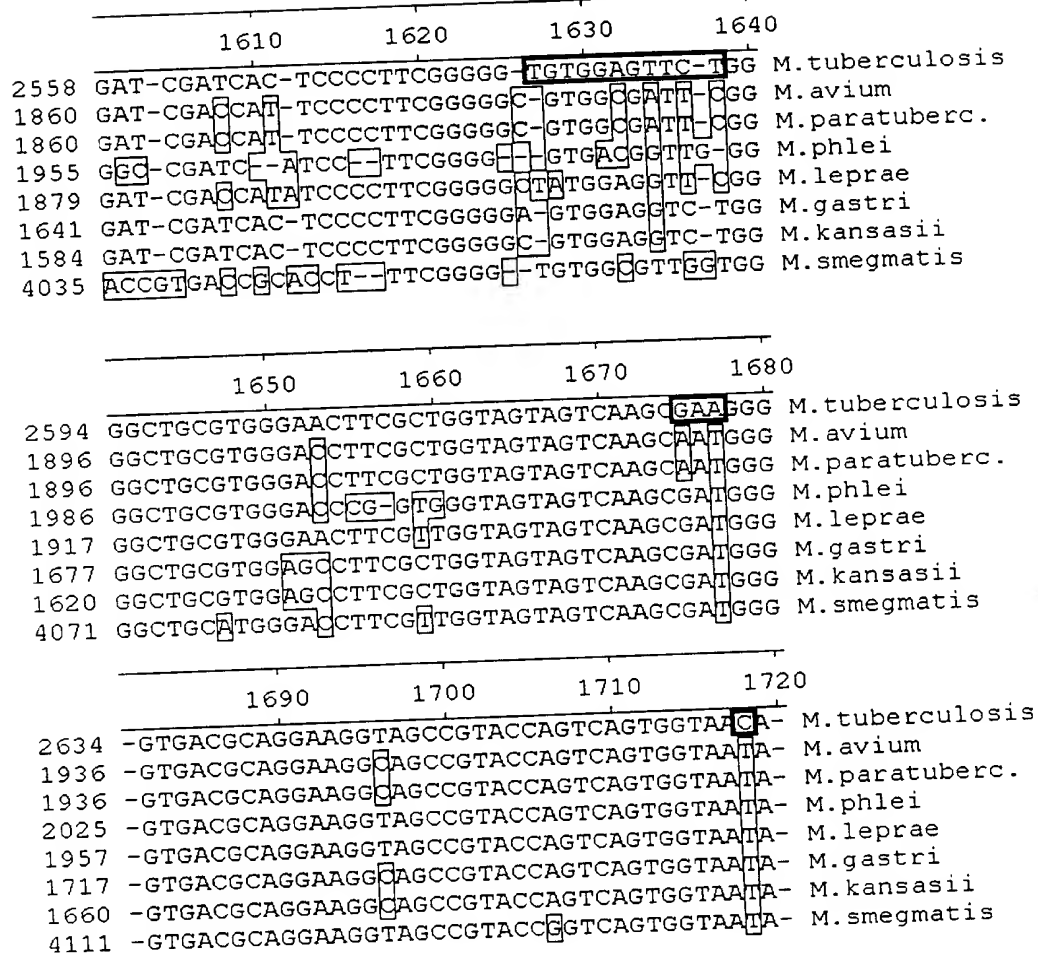 1610 1620 1630 1640
2558 GAT-CGATCAC-TCCCCTTCGGGGG-TGTGGAGTTC-TGG M.tuberculosis
1860 GAT-CGACCAT-TCCCCTTCGGGGGC-GTGGCGATT-CGG M.avium
1860 GAT-CGACCAT-TCCCCTTCGGGGGC-GTGGCGATT-CGG M.paratuberc.
1955 GGC-CGATC--ATCC--TTCGGGG---GTGACGGTTG-GG M.phlei
1879 GAT-CGACCATATCCCCTTCGGGGGCTATGGAGGTT-CGG M.leprae
1641 GAT-CGATCAC-TCCCCTTCGGGGGA-GTGGAGGTC-TGG M.gastri
1584 GAT-CGATCAC-TCCCCTTCGGGGGC-GTGGAGGTC-TGG M.kansasii
4035 ACCGTGACCGCACCT--TTCGGGG--TGTGGCGTTGGTGG M.smegmatis
1650 1660 1670 1680
2594 GGCTGCGTGGGAACTTCGCTGGTAGTAGTCAAGCGAAGGG M.tuberculosis
1896 GGCTGCGTGGGACCTTCGCTGGTAGTAGTCAAGCAATGGG M.avium
1896 GGCTGCGTGGGACCTTCGCTGGTAGTAGTCAAGCAATGGG M.paratuberc.
1986 GGCTGCGTGGGACCCG-GTGGGTAGTAGTCAAGCGATGGG M.phlei
1917 GGCTGCGTGGGAACTTCGTTGGTAGTAGTCAAGCGATGGG M.leprae
1677 GGCTGCGTGGAGCCTTCGCTGGTAGTAGTCAAGCGATGGG M.gastri
1620 GGCTGCGTGGAGCCTTCGCTGGTAGTAGTCAAGCGATGGG M.kansasii
4071 GGCTGCATGGGACCTTCGTTGGTAGTAGTCAAGCGATGGG M.smegmatis
1690 1700 1710 1720
2634 -GTGACGCAGGAAGGTAGCCGTACCAGTCAGTGGTAACA- M.tuberculosis
1936 -GTGACGCAGGAAGGCAGCCGTACCAGTCAGTGGTAATA- M.avium
1936 -GTGACGCAGGAAGGCAGCCGTACCAGTCAGTGGTAATA- M.paratuberc.
2025 -GTGACGCAGGAAGGTAGCCGTACCAGTCAGTGGTAATA- M.phlei
1957 -GTGACGCAGGAAGGTAGCCGTACCAGTCAGTGGTAATA- M.leprae
1717 -GTGACGCAGGAAGGCAGCCGTACCAGTCAGTGGTAATA- M.gastri
1660 -GTGACGCAGGAAGGCAGCCGTACCAGTCAGTGGTAATA- M.kansasii
4111 -GTGACGCAGGAAGGTAGCCGTACCGGTCAGTGGTAATA- M.smegmatis